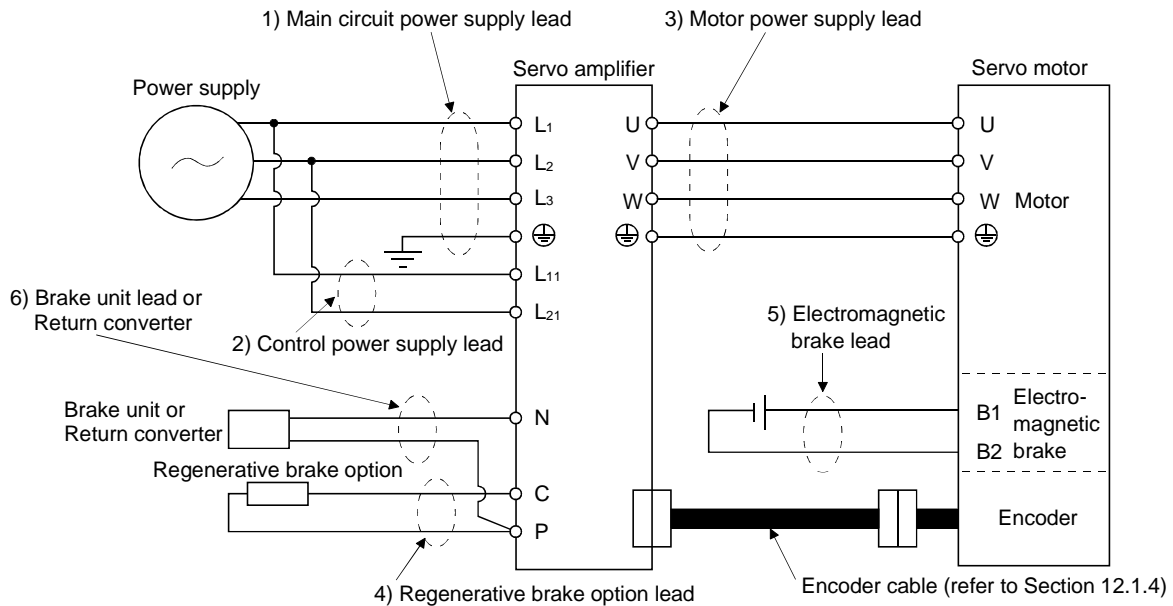 1) Main circuit power supply lead
3) Motor power supply lead
Servo amplifier
Servo motor
Power supply
L1
U
U
L2
V
V
L3
W
W
Motor
L11
6) Brake unit lead or
Return converter
L21
5) Electromagnetic
brake lead
2) Control power supply lead
Brake unit or
Return converter
N
B1
B2
Electro-
magnetic
brake
Regenerative brake option
C
P
Encoder
4) Regenerative brake option lead
Encoder cable (refer to Section 12.1.4)